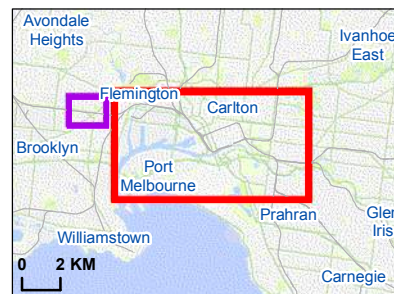 Avondale
Heights
Ivanhoe
East
Flemington
Carlton
Brooklyn
Port
Melbourne
Prahran
Glen
Iris
Williamstown
Carnegie
0 2 KM